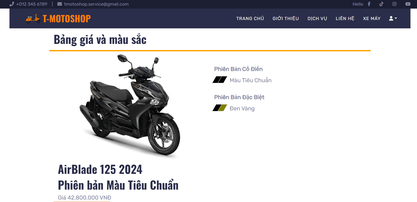 +012 345 6789 | tmotoshop.service@gmail.com
Hello
T-MOTOSHOP
TRANG CHỦ GIỚI THIỆU DỊCH VỤ LIÊN HỆ XE MÁY
Bảng giá và màu sắc
Phiên Bản Cổ Điển
Màu Tiêu Chuẩn
Phiên Bản Đặc Biệt
Đen Vàng
AirBlade 125 2024
Phiên bản Màu Tiêu Chuẩn
Giá 42.800.000 VNĐ